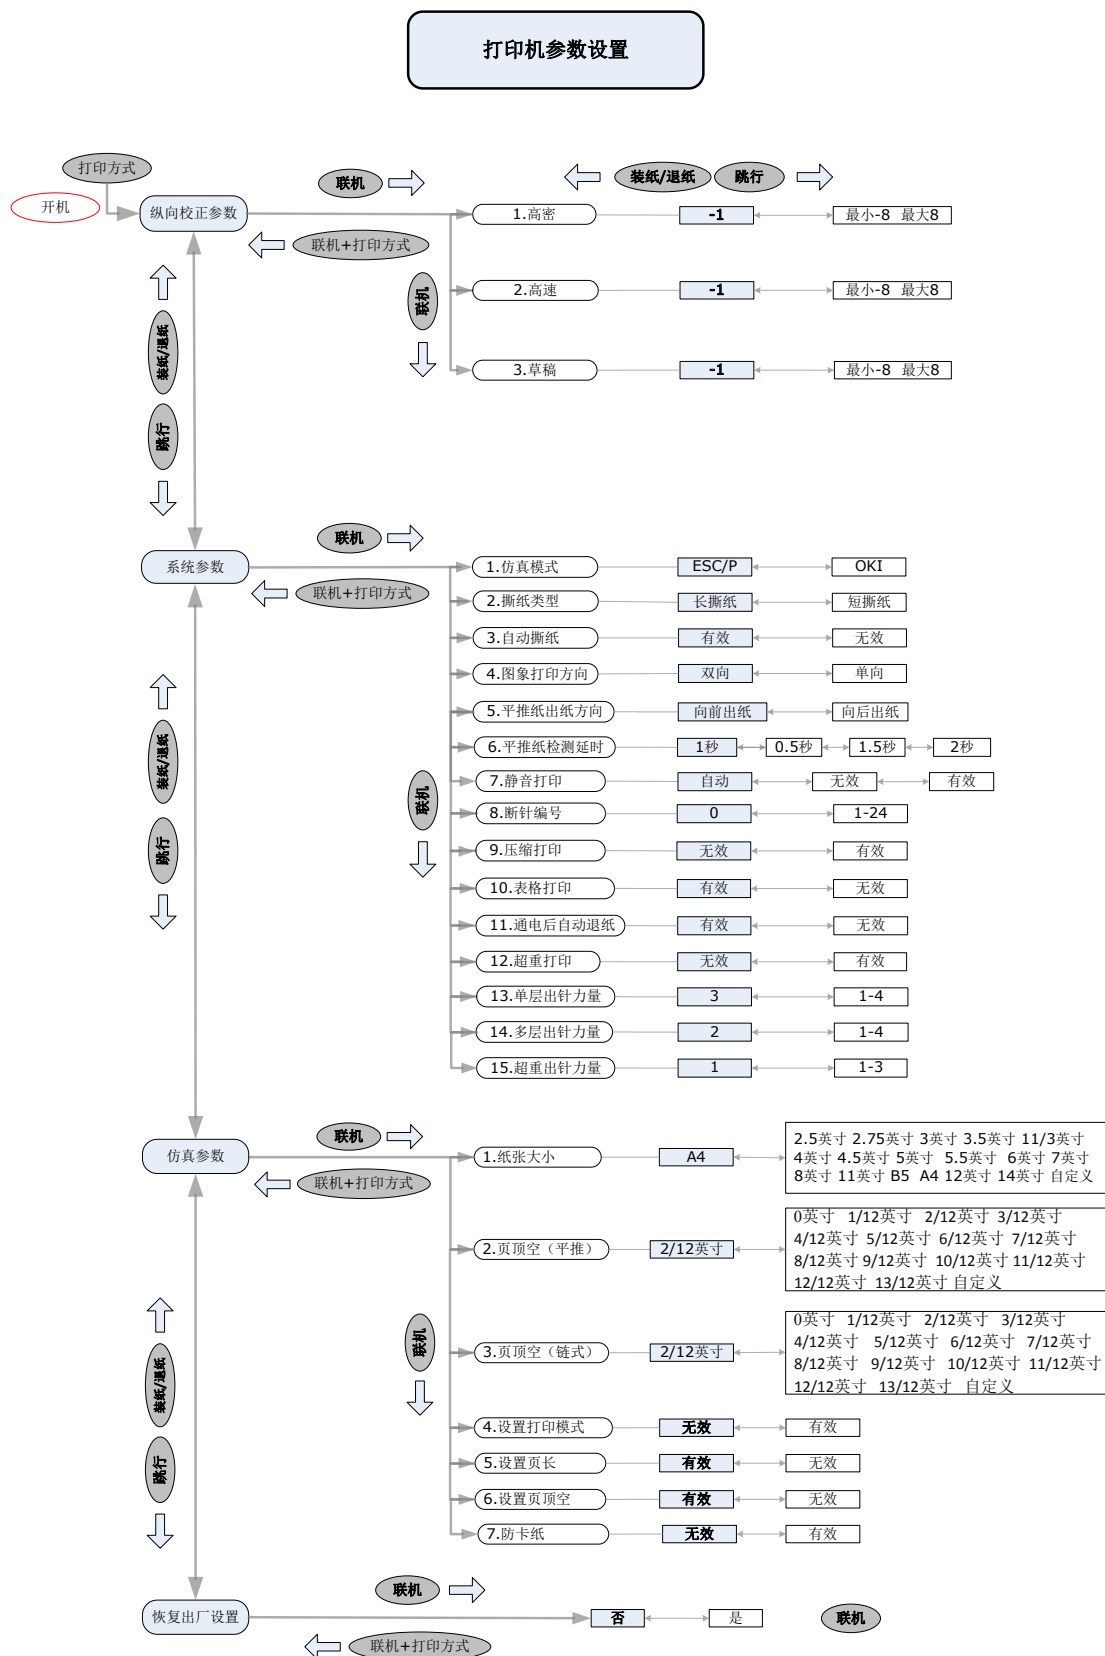 打印机参数设置
打印方式
开机
纵向校正参数
联机
装纸/退纸
跳行
联机+打印方式
1.高密
-1
最小-8 最大8
联机
2.高速
-1
最小-8 最大8
3.草稿
-1
最小-8 最大8
装纸/退纸
跳行
系统参数
联机
联机+打印方式
1.仿真模式
ESC/P
OKI
2.撕纸类型
长撕纸
短撕纸
3.自动撕纸
有效
无效
4.图象打印方向
双向
单向
5.平推纸出纸方向
向前出纸
向后出纸
6.平推纸检测延时
1秒
0.5秒
1.5秒
2秒
7.静音打印
自动
无效
有效
联机
8.断针编号
0
1-24
9.压缩打印
无效
有效
10.表格打印
有效
无效
11.通电后自动退纸
有效
无效
12.超重打印
无效
有效
13.单层出针力量
3
1-4
14.多层出针力量
2
1-4
15.超重出针力量
1
1-3
装纸/退纸
跳行
仿真参数
联机
联机+打印方式
1.纸张大小
A4
2.5英寸 2.75英寸 3英寸 3.5英寸 11/3英寸
4英寸 4.5英寸 5英寸 5.5英寸 6英寸 7英寸
8英寸 11英寸 B5 A4 12英寸 14英寸 自定义
2.页顶空（平推）
2/12英寸
0英寸 1/12英寸 2/12英寸 3/12英寸
4/12英寸 5/12英寸 6/12英寸 7/12英寸
8/12英寸 9/12英寸 10/12英寸 11/12英寸
12/12英寸 13/12英寸 自定义
联机
3.页顶空（链式）
2/12英寸
0英寸 1/12英寸 2/12英寸 3/12英寸
4/12英寸 5/12英寸 6/12英寸 7/12英寸
8/12英寸 9/12英寸 10/12英寸 11/12英寸
12/12英寸 13/12英寸 自定义
4.设置打印模式
无效
有效
5.设置页长
有效
无效
6.设置页顶空
有效
无效
7.防卡纸
无效
有效
装纸/退纸
跳行
恢复出厂设置
联机
联机+打印方式
否
是
联机